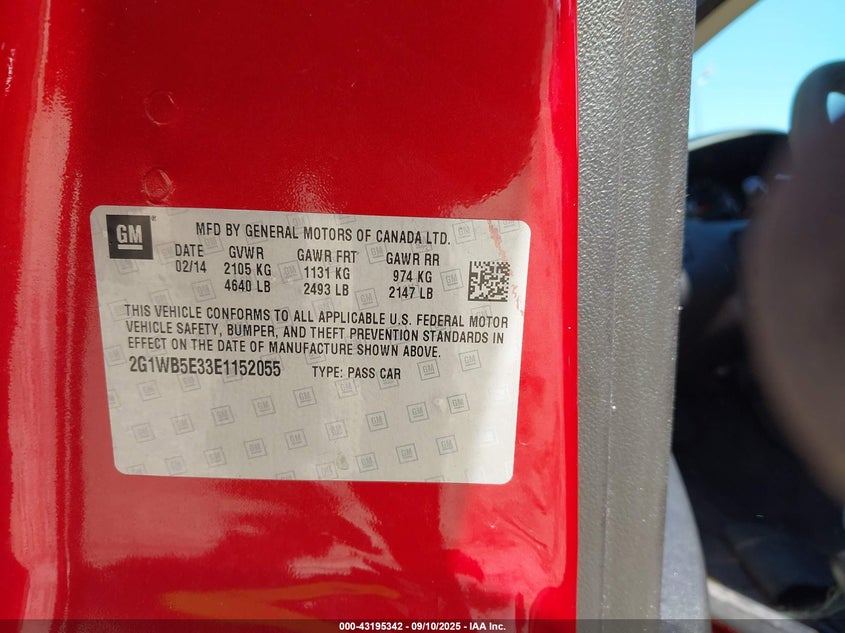 GM
MFD BY GENERAL MOTORS OF CANADA LTD.
DATE GVWR GAWR FRT GAWR RR
02/14 2105 KG 1131 KG 974 KG
4640 LB 2493 LB 2147 LB
THIS VEHICLE CONFORMS TO ALL APPLICABLE U.S. FEDERAL MOTOR
VEHICLE SAFETY, BUMPER, AND THEFT PREVENTION STANDARDS IN
EFFECT ON THE DATE OF MANUFACTURE SHOWN ABOVE.
2G1WB5E33E1152055 TYPE: PASS CAR
000-43195342 - 09/10/2025 - IAA Inc.